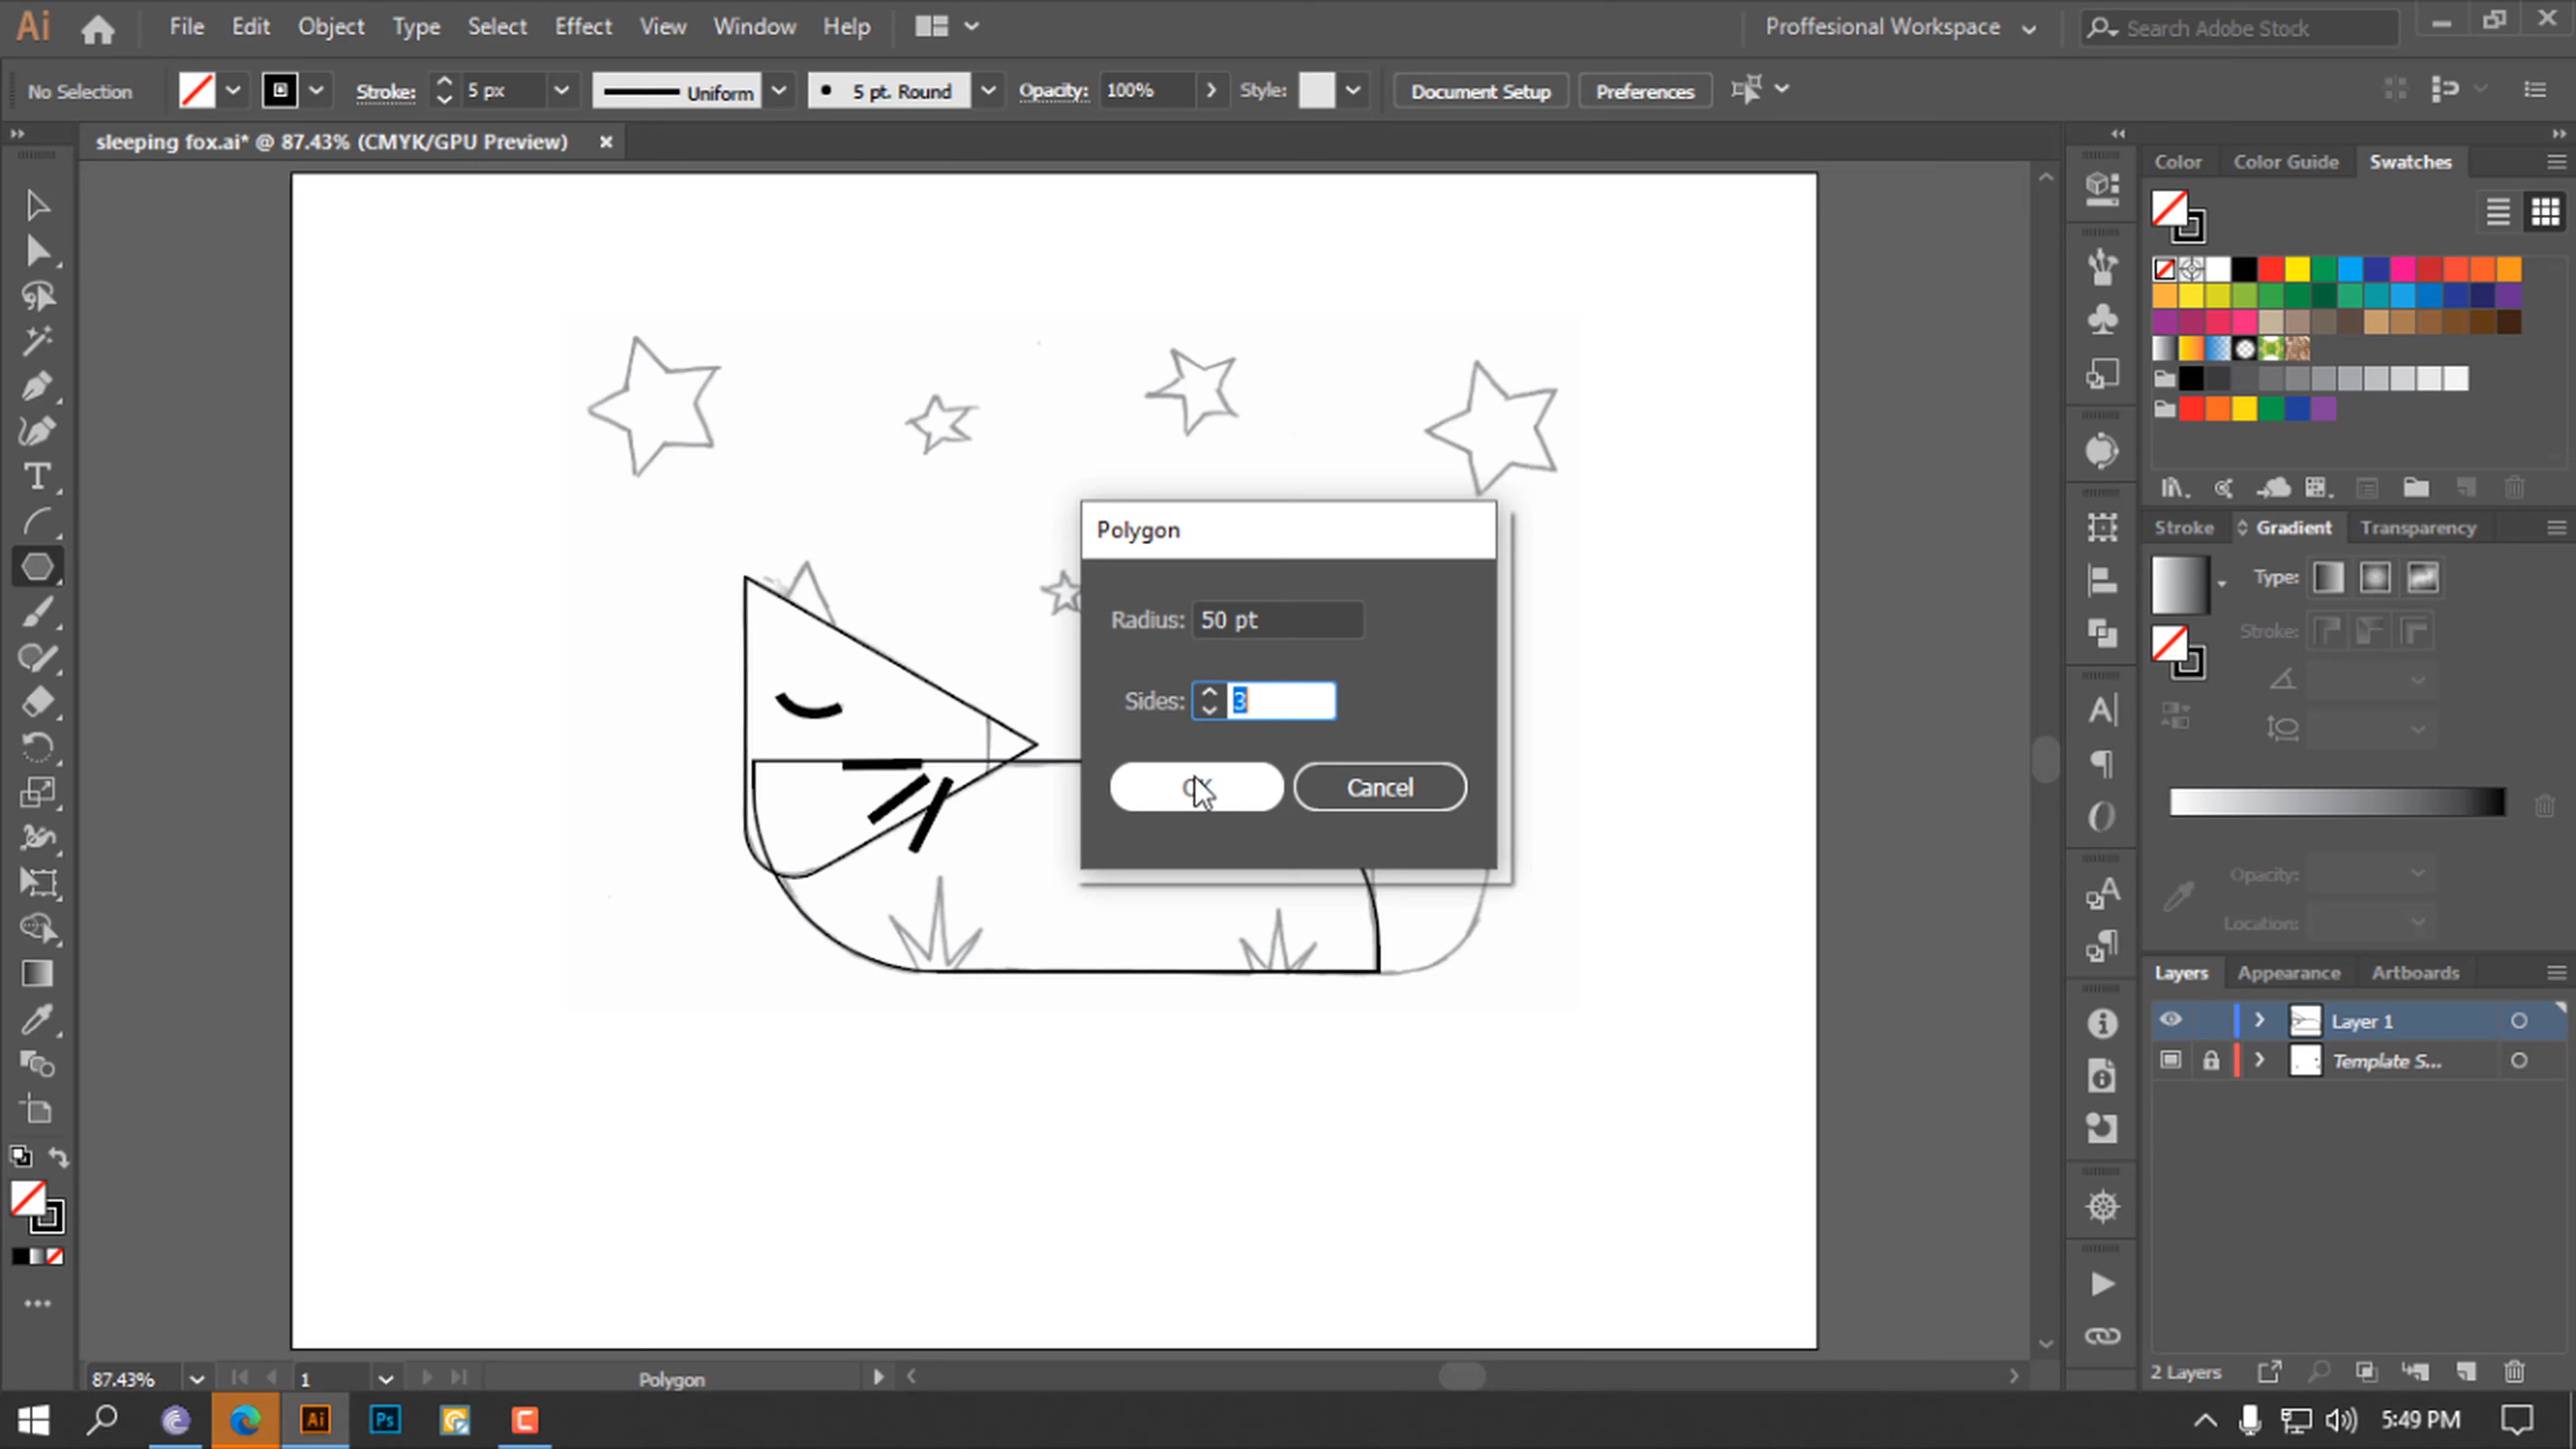 Ai File Edit Object Type Select Effect View Window Help Proffesional Workspace Search Adobe Stock
No Selection Stroke: 5 px Uniform 5 pt. Round Opacity: 100% Style: Document Setup Preferences
sleeping fox.ai* @ 87.43% (CMYK/GPU Preview)
Color Color Guide Swatches
Polygon
Stroke Gradient Transparency
Type:
Radius: 50 pt
Stroke:
Sides: 3
OK Cancel
Opacity:
Location:
Layers Appearance Artboards
Layer 1
Template S...
87.43% 1 Polygon 2 Layers
Ai Ps 5:49 PM